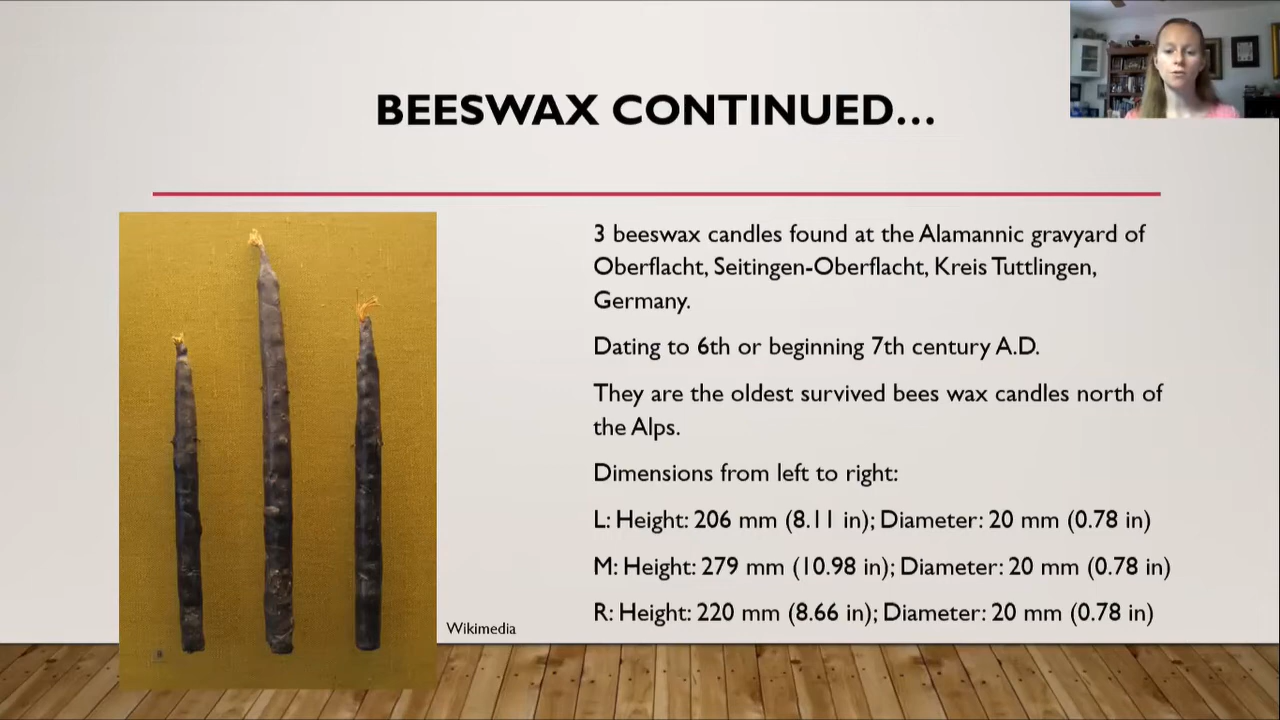 BEESWAX CONTINUED...
3 beeswax candles found at the Alamannic gravyard of
Oberflacht, Seitingen-Oberflacht, Kreis Tuttlingen,
Germany.
Dating to 6th or beginning 7th century A.D.
They are the oldest survived bees wax candles north of
the Alps.
Dimensions from left to right:
L: Height: 206 mm (8.11 in); Diameter: 20 mm (0.78 in)
M: Height: 279 mm (10.98 in); Diameter: 20 mm (0.78 in)
R: Height: 220 mm (8.66 in); Diameter: 20 mm (0.78 in)
Wikimedia